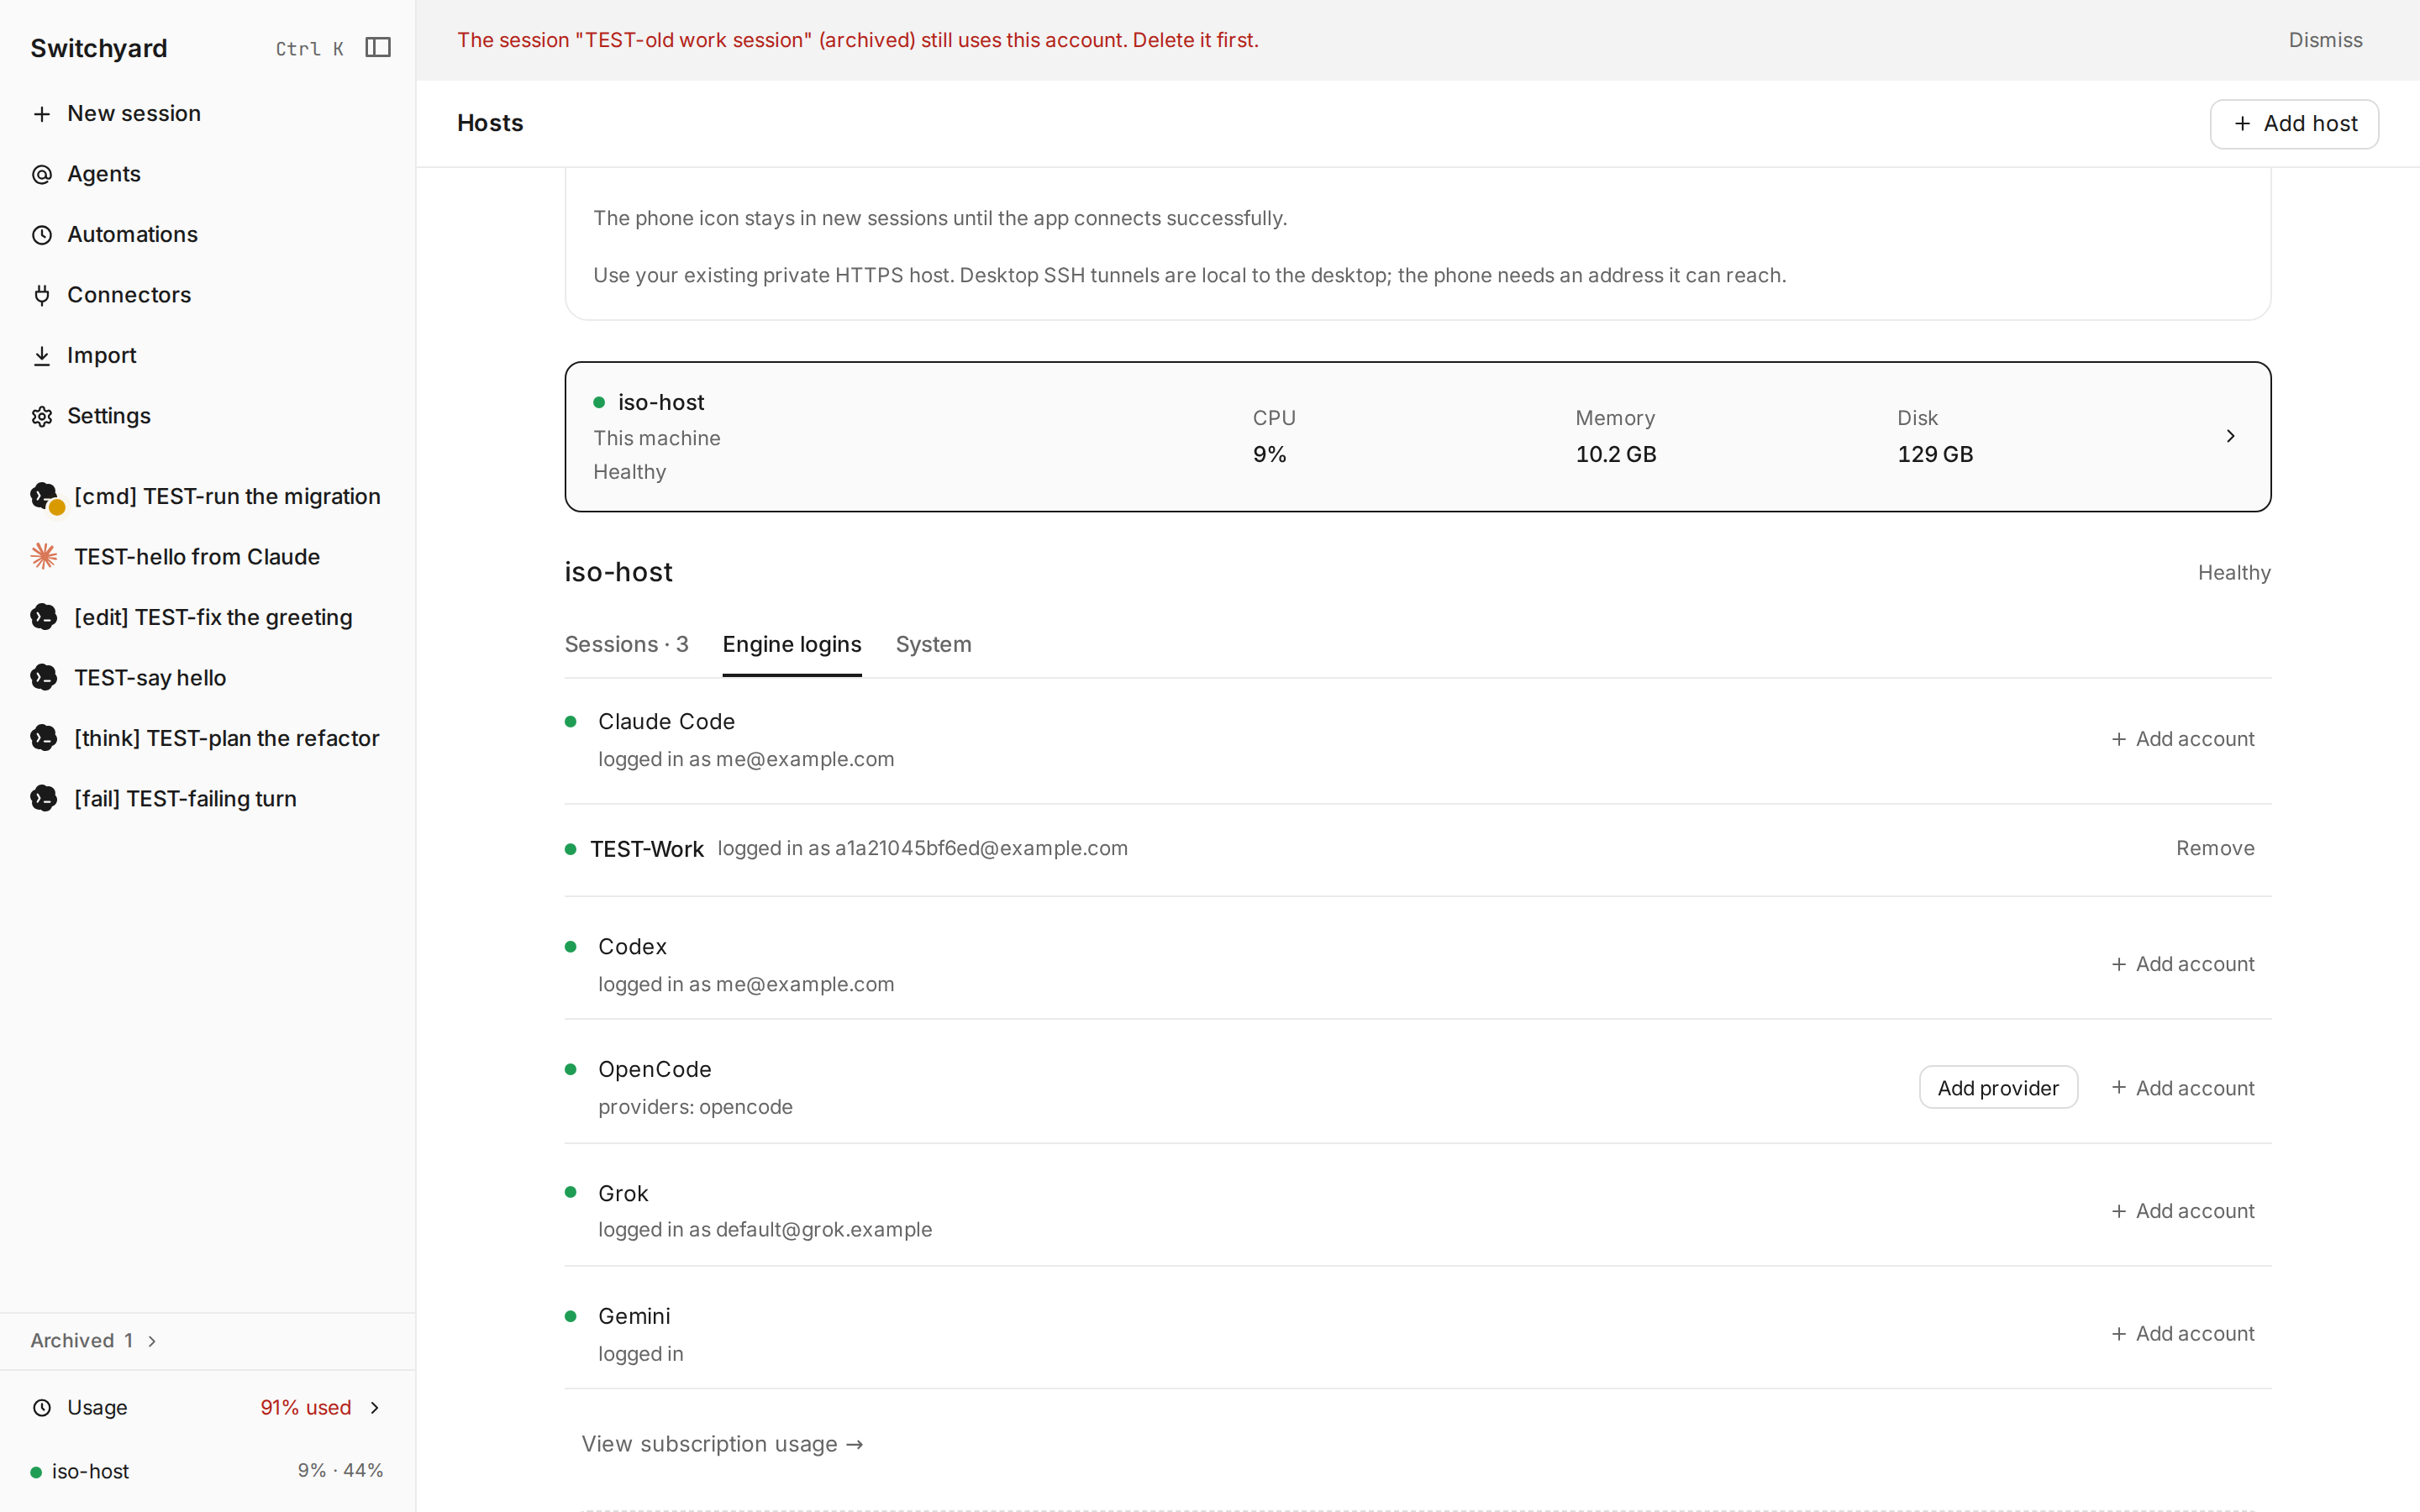 Switchyard
Ctrl K
New session
Agents
Automations
Connectors
Import
Settings
[cmd] TEST-run the migration
TEST-hello from Claude
[edit] TEST-fix the greeting
TEST-say hello
[think] TEST-plan the refactor
[fail] TEST-failing turn
Archived 1
Usage 91% used
iso-host 9% · 44%
The session "TEST-old work session" (archived) still uses this account. Delete it first.
Dismiss
Hosts
+ Add host
The phone icon stays in new sessions until the app connects successfully.
Use your existing private HTTPS host. Desktop SSH tunnels are local to the desktop; the phone needs an address it can reach.
iso-host
This machine
Healthy
CPU
9%
Memory
10.2 GB
Disk
129 GB
iso-host
Healthy
Sessions · 3
Engine logins
System
Claude Code
logged in as me@example.com
+ Add account
TEST-Work logged in as a1a21045bf6ed@example.com
Remove
Codex
logged in as me@example.com
+ Add account
OpenCode
providers: opencode
Add provider
+ Add account
Grok
logged in as default@grok.example
+ Add account
Gemini
logged in
+ Add account
View subscription usage →